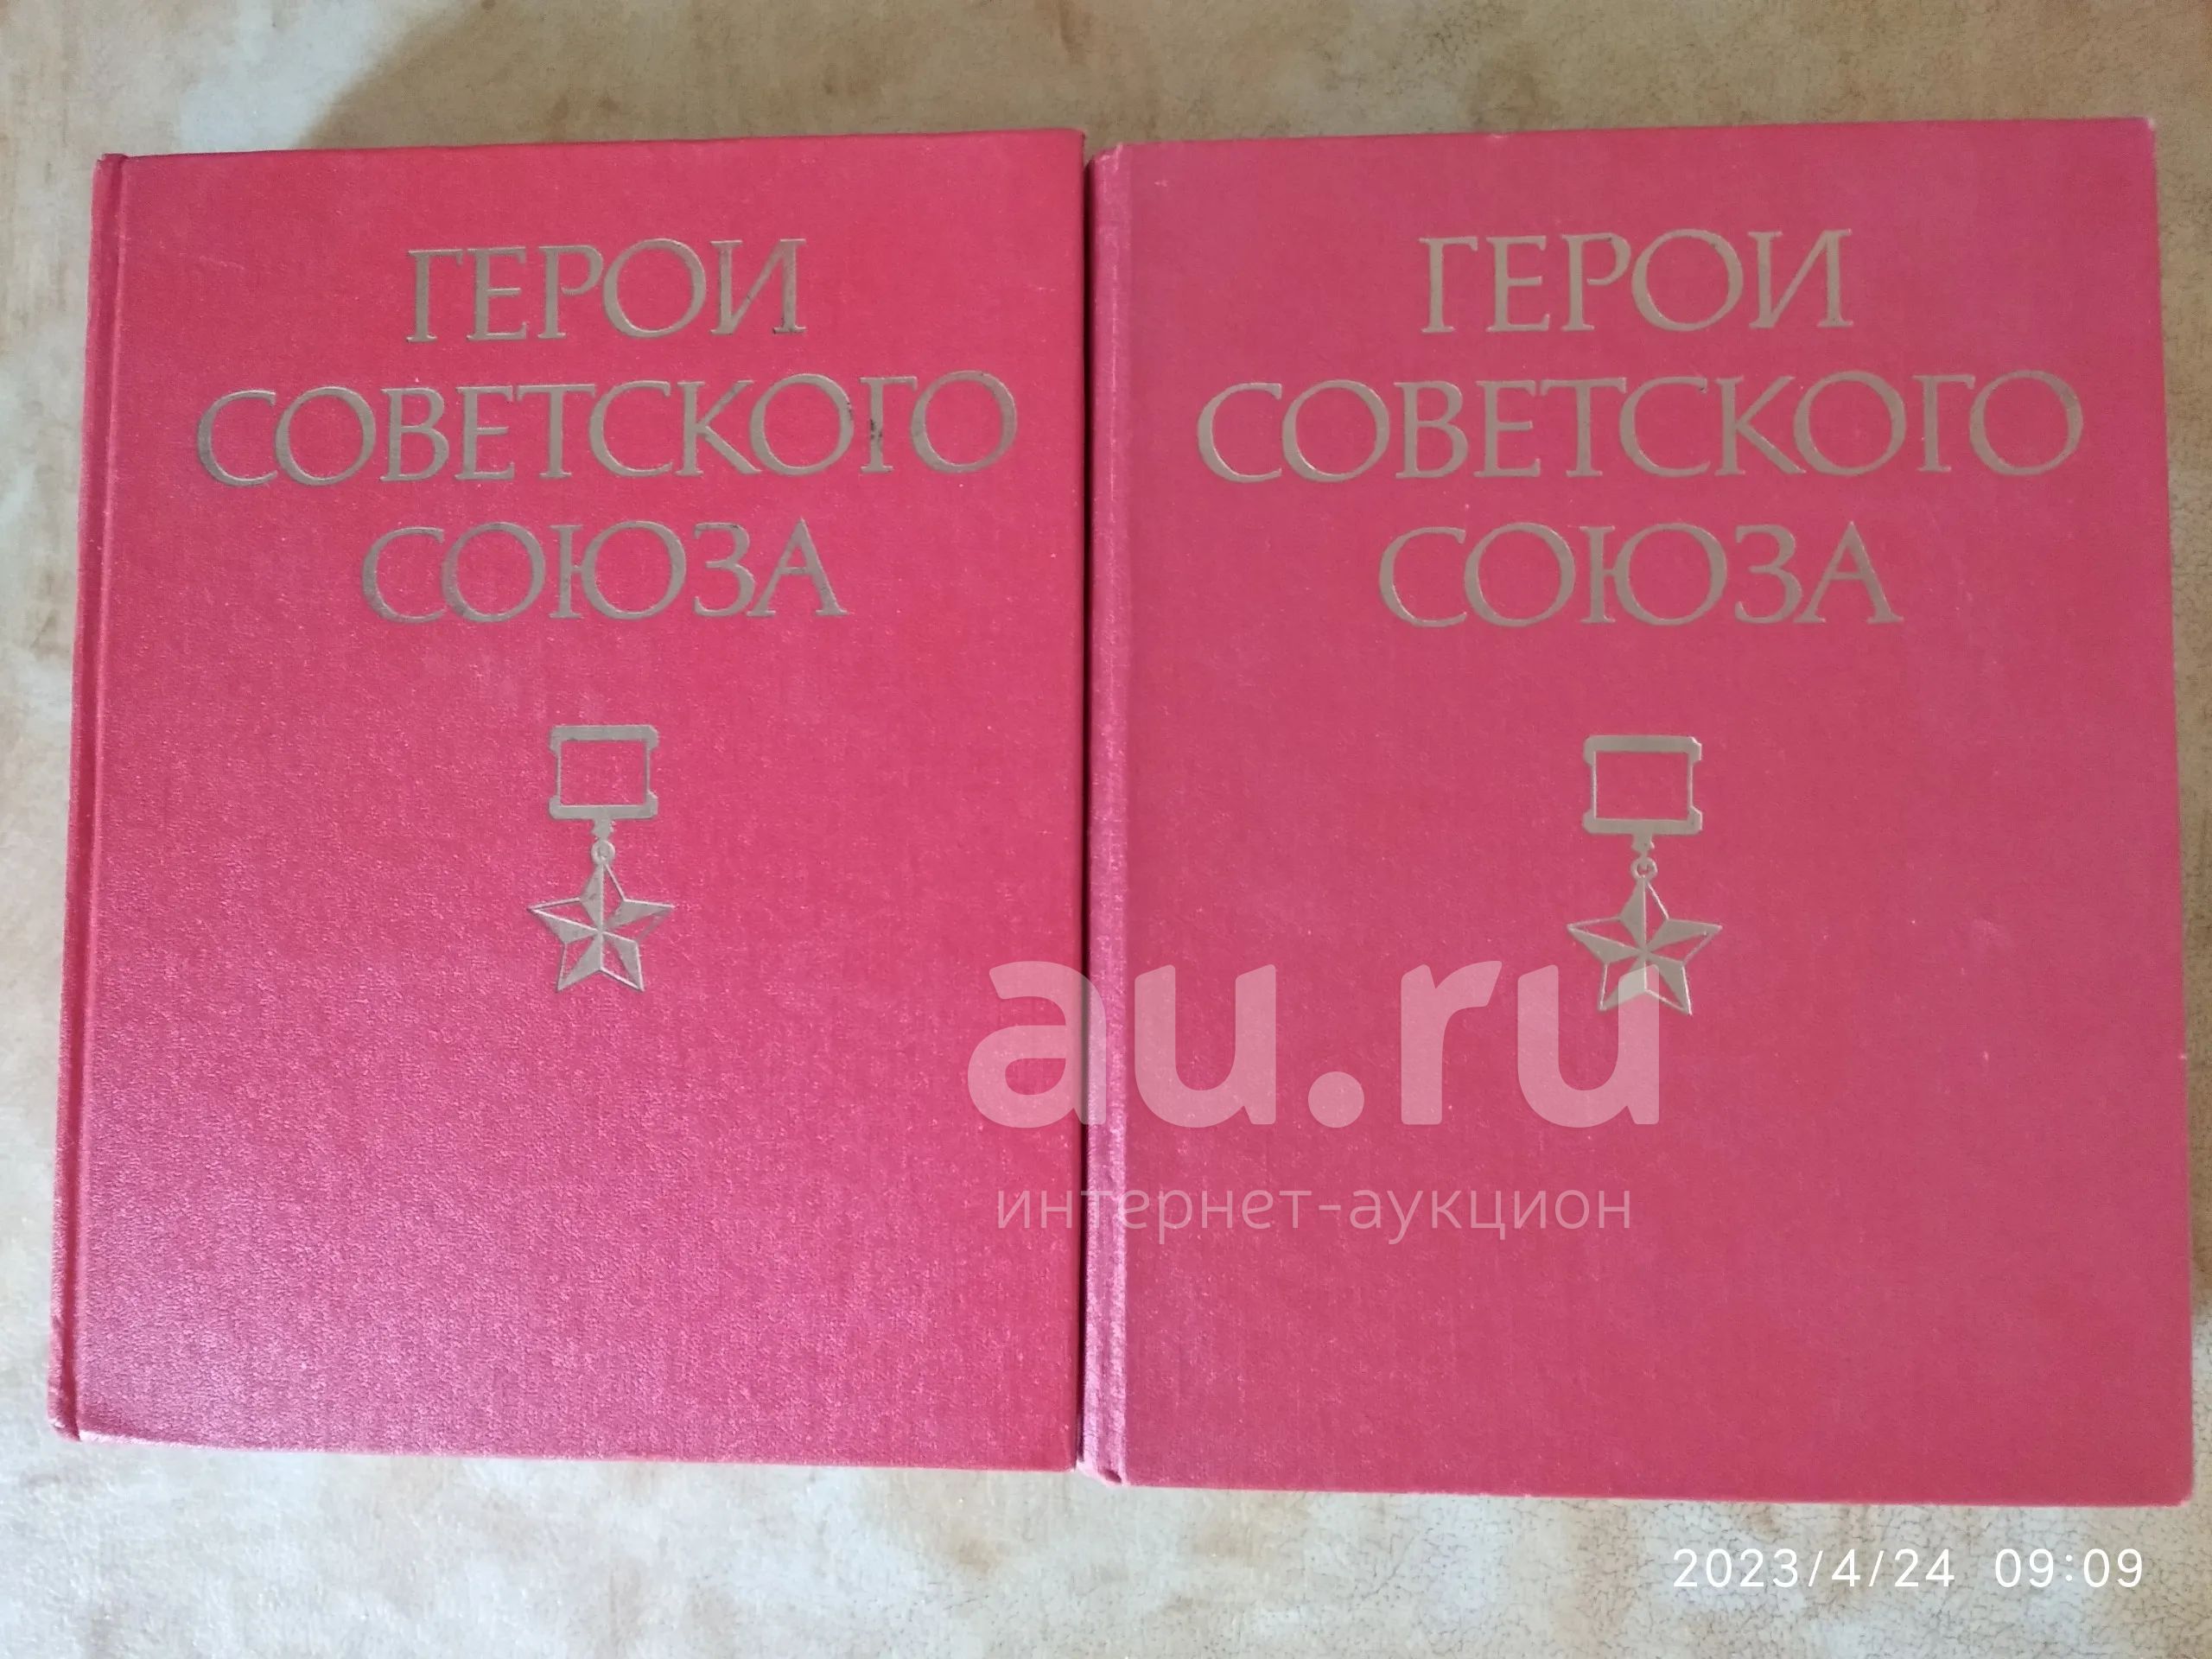 ГЕРОИ
СОВЕТСКОГО
СОЮЗА
ГЕРОИ
СОВЕТСКОГО
СОЮЗА
au.ru
интернет-аукцион
2023/4/24 09:09